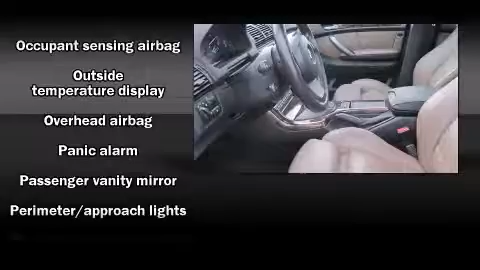 Occupant sensing airbag
Outside
temperature display
Overhead airbag
Panic alarm
Passenger vanity mirror
Perimeter/approach lights